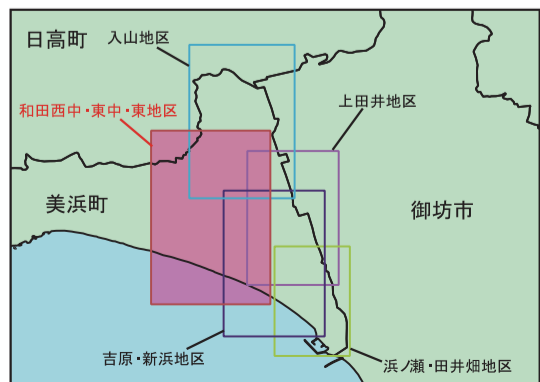 日高町
入山地区
上田井地区
和田西中・東中・東地区
美浜町
御坊市
吉原・新浜地区
浜ノ瀬・田井畑地区